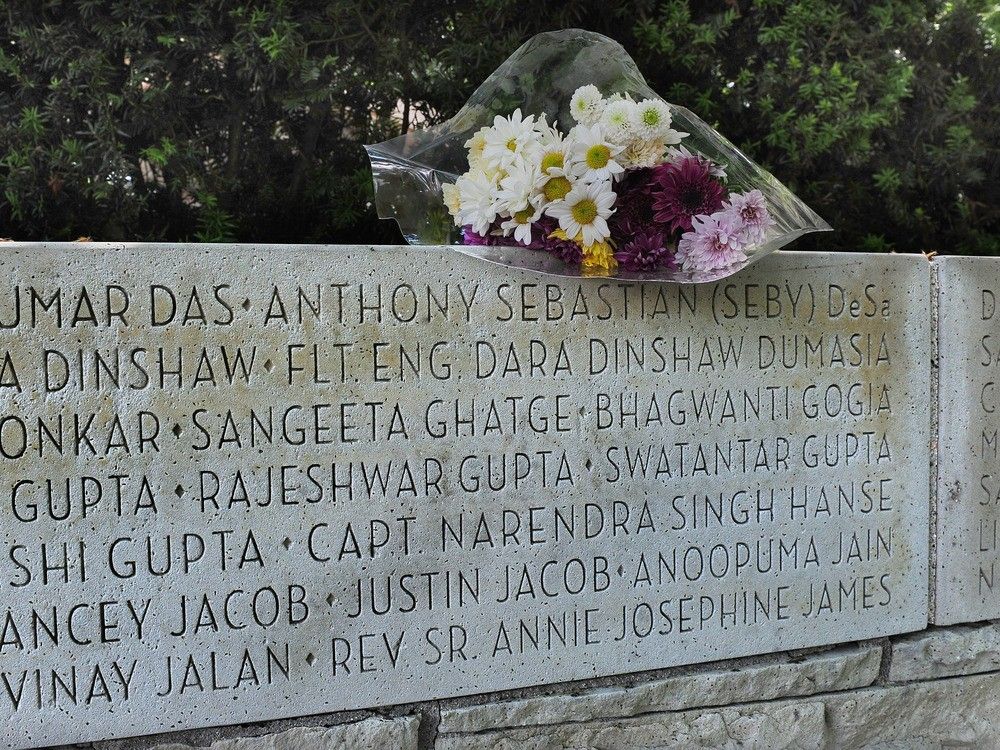 UMAR DAS ⬩ ANTHONY SEBASTIAN (SEBY) DeSa
A DINSHAW ⬩ FLT. ENG. DARA DINSHAW DUMASIA
ONKAR ⬩ SANGEETA GHATGE ⬩ BHAGWANTI GOGIA
GUPTA ⬩ RAJESHWAR GUPTA ⬩ SWATANTAR GUPTA
SHI GUPTA ⬩ CAPT. NARENDRA SINGH HANSE
ANCEY JACOB ⬩ JUSTIN JACOB ⬩ ANOOPUMA JAIN
VINAY JALAN ⬩ REV. SR. ANNIE JOSEPHINE JAMES